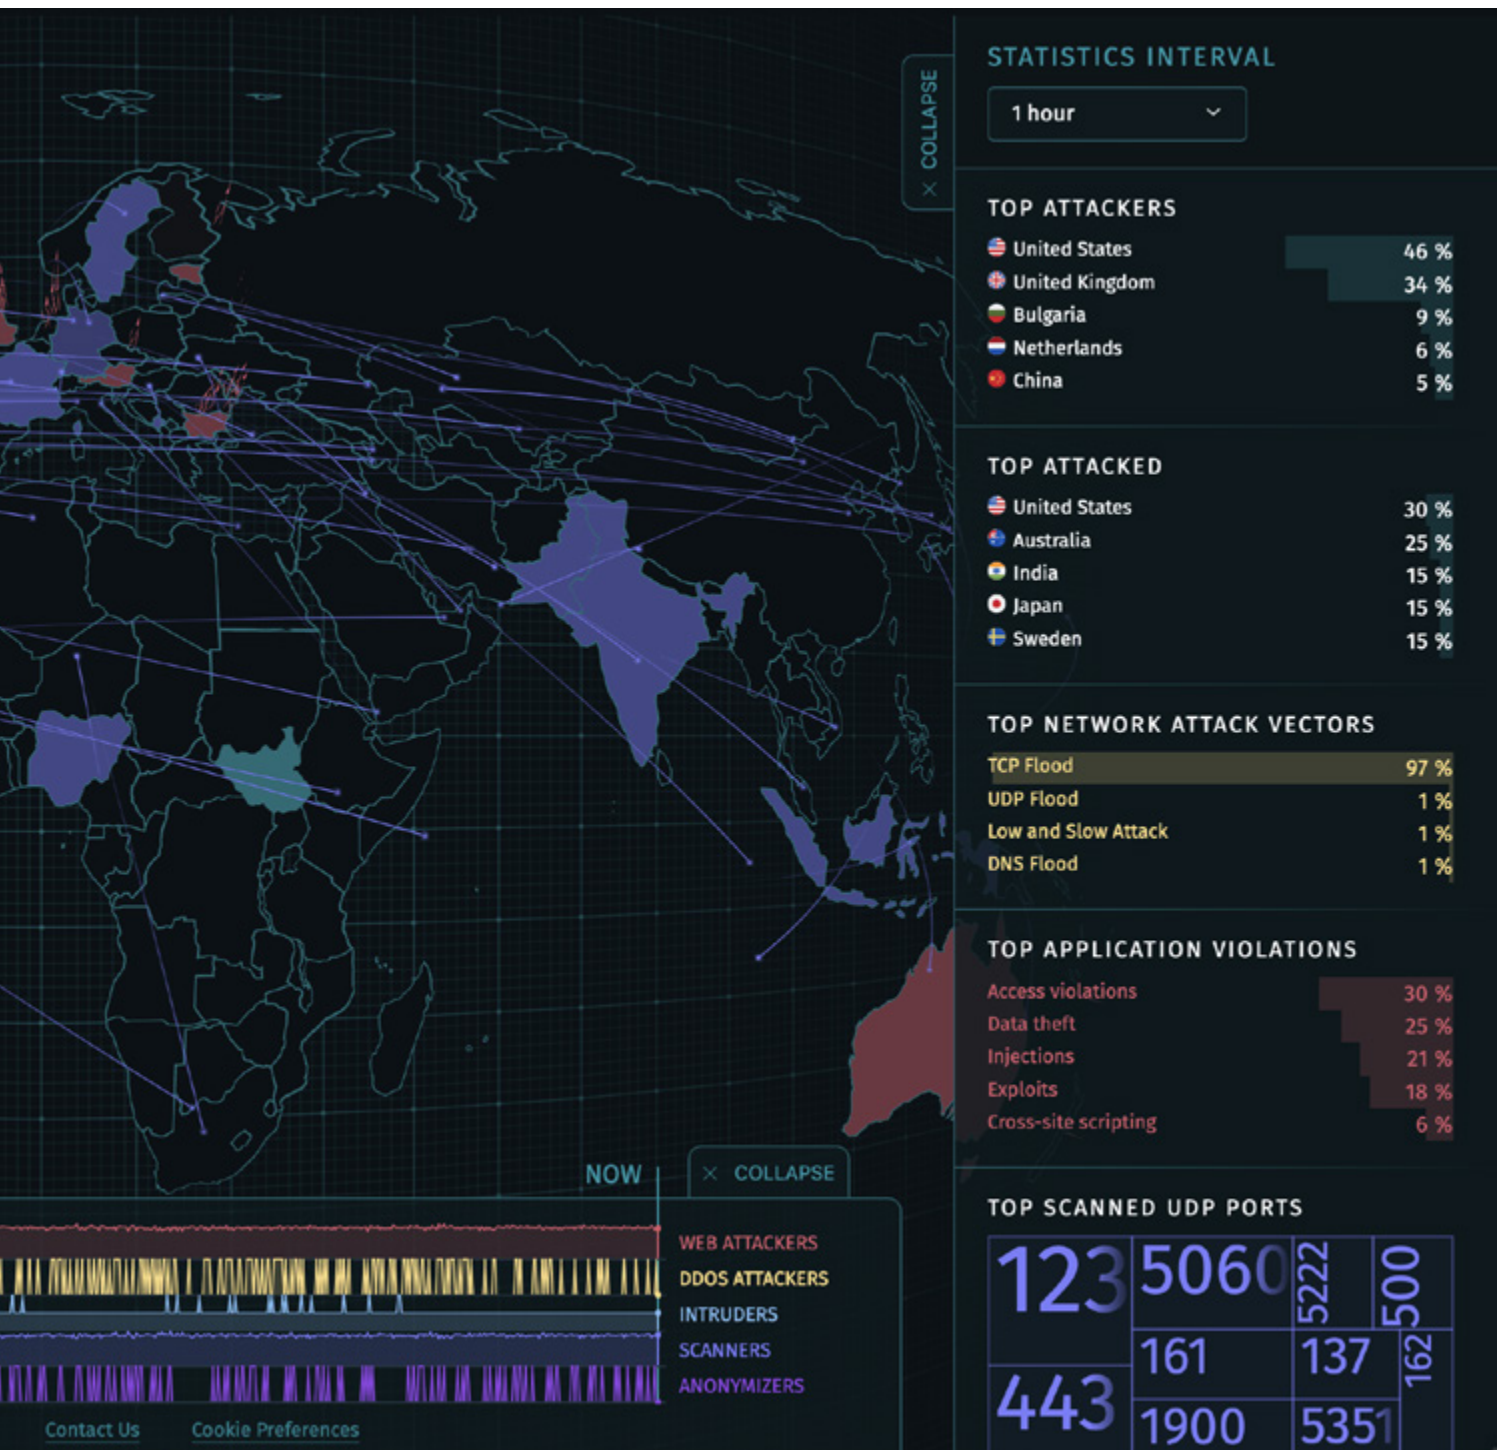 STATISTICS INTERVAL
1 hour
COLLAPSE
TOP ATTACKERS
United States 46 %
United Kingdom 34 %
Bulgaria 9 %
Netherlands 6 %
China 5 %
TOP ATTACKED
United States 30 %
Australia 25 %
India 15 %
Japan 15 %
Sweden 15 %
TOP NETWORK ATTACK VECTORS
TCP Flood 97 %
UDP Flood 1 %
Low and Slow Attack 1 %
DNS Flood 1 %
TOP APPLICATION VIOLATIONS
Access violations 30 %
Data theft 25 %
Injections 21 %
Exploits 18 %
Cross-site scripting 6 %
TOP SCANNED UDP PORTS
123
5060
5222
500
161
137
162
443
1900
5351
NOW
COLLAPSE
WEB ATTACKERS
DDOS ATTACKERS
INTRUDERS
SCANNERS
ANONYMIZERS
Contact Us
Cookie Preferences